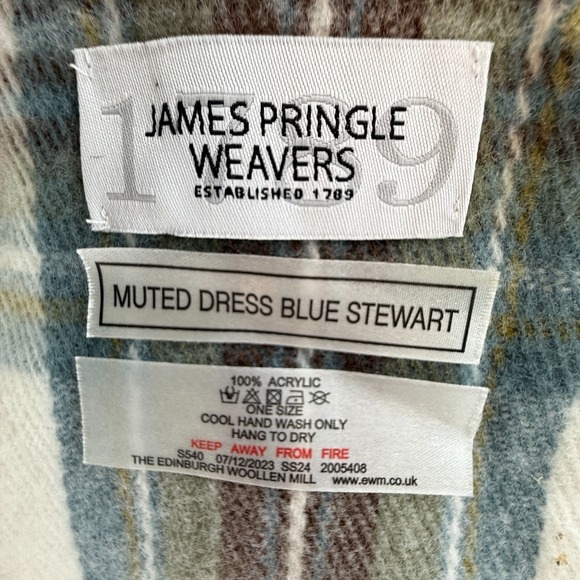 1789
JAMES PRINGLE
WEAVERS
ESTABLISHED 1789
MUTED DRESS BLUE STEWART
100% ACRYLIC
ONE SIZE
COOL HAND WASH ONLY
HANG TO DRY
KEEP AWAY FROM FIRE
S540 07/12/2023 SS24 2005408
THE EDINBURGH WOOLLEN MILL www.ewm.co.uk